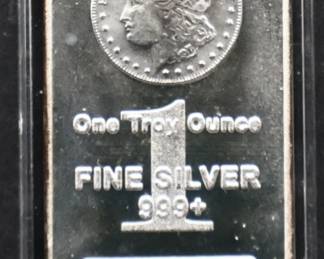 One Troy Ounce
1
FINE SILVER
999+